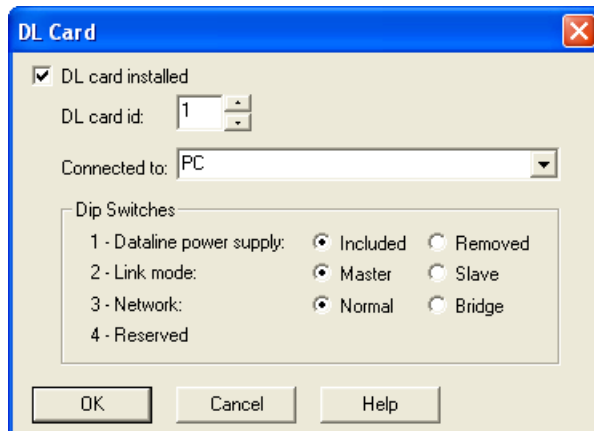 DL Card
DL card installed
DL card id: 1
Connected to: PC
Dip Switches
1 - Dataline power supply: Included Removed
2 - Link mode: Master Slave
3 - Network: Normal Bridge
4 - Reserved
OK Cancel Help